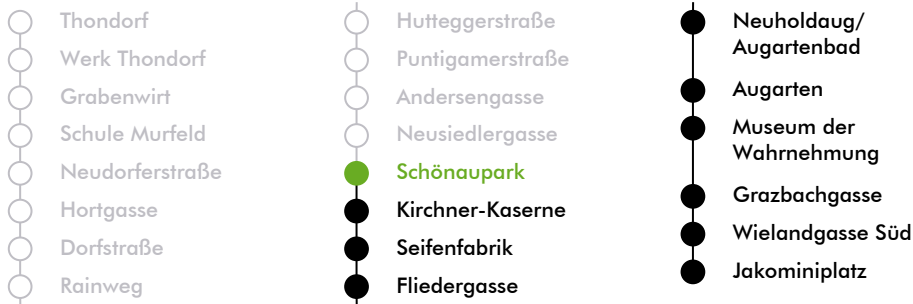 Thondorf
Werk Thondorf
Grabenwirt
Schule Murfeld
Neudorferstraße
Hortgasse
Dorfstraße
Rainweg
Hutteggerstraße
Puntigamerstraße
Andersengasse
Neusiedlergasse
Schönaupark
Kirchner-Kaserne
Seifenfabrik
Fliedergasse
Neuholdaug/
Augartenbad
Augarten
Museum der
Wahrnehmung
Grazbachgasse
Wielandgasse Süd
Jakominiplatz